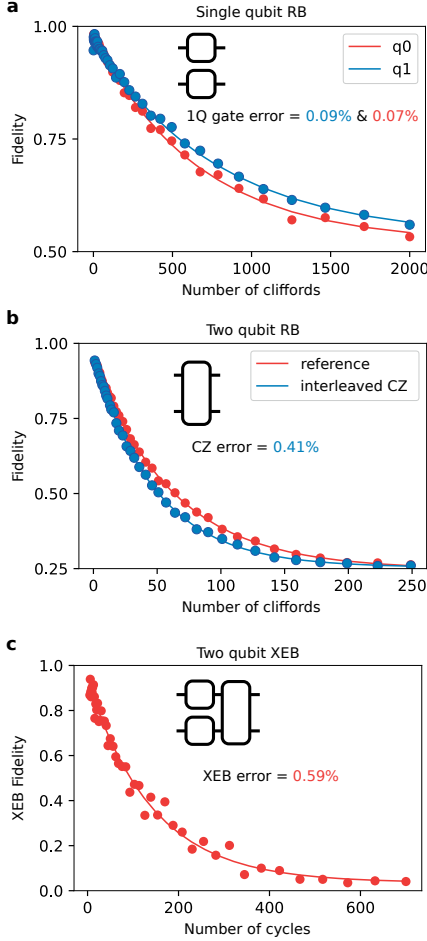 a
Single qubit RB
1.00
0.75
0.50
Fidelity
q0
q1
1Q gate error = 0.09% & 0.07%
0 500 1000 1500 2000
Number of cliffords
b
Two qubit RB
1.00
0.75
0.50
0.25
Fidelity
reference
interleaved CZ
CZ error = 0.41%
0 50 100 150 200 250
Number of cliffords
c
Two qubit XEB
1.0
0.8
0.6
0.4
0.2
0.0
XEB Fidelity
XEB error = 0.59%
0 200 400 600
Number of cycles